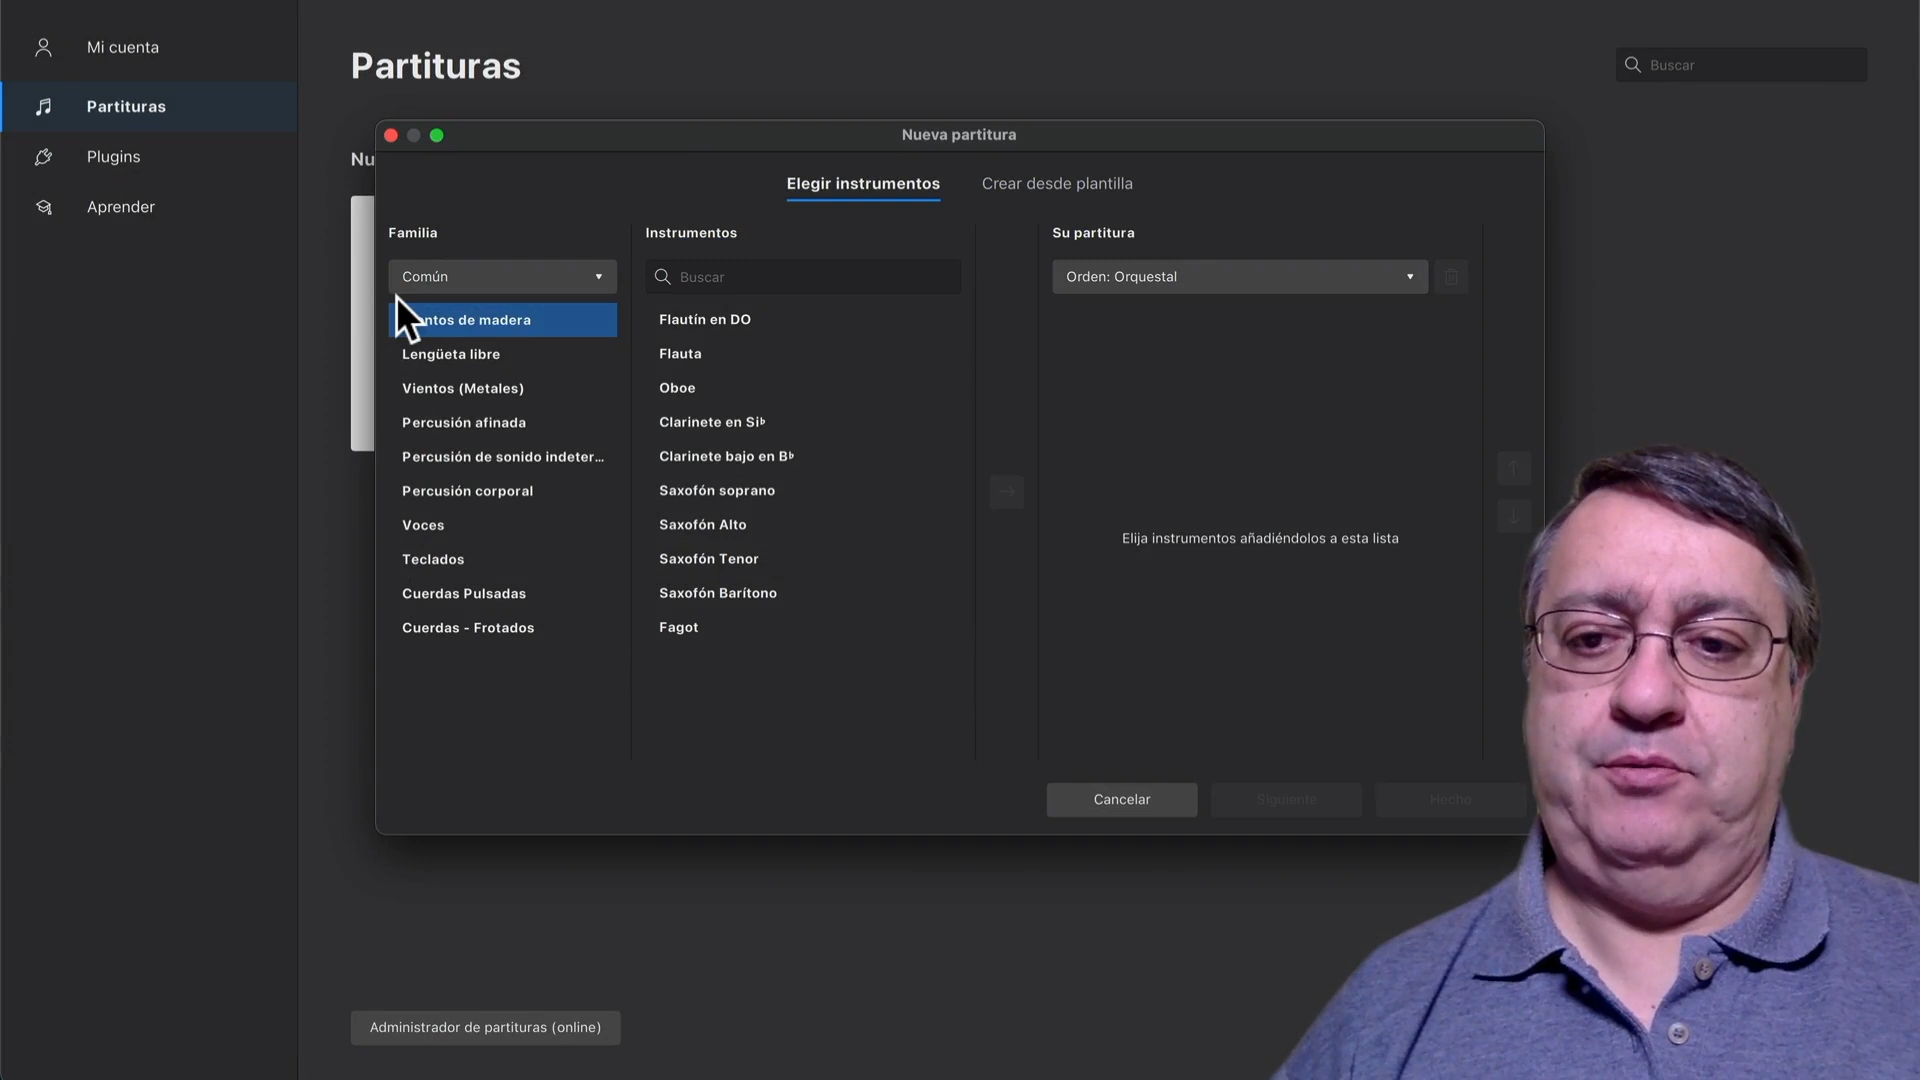 Mi cuenta
Partituras
Plugins
Aprender
Partituras
Buscar
Nu
Nueva partitura
Elegir instrumentos
Crear desde plantilla
Familia
Común
ntos de madera
Lengüeta libre
Vientos (Metales)
Percusión afinada
Percusión de sonido indeter...
Percusión corporal
Voces
Teclados
Cuerdas Pulsadas
Cuerdas - Frotados
Instrumentos
Buscar
Flautín en DO
Flauta
Oboe
Clarinete en Si♭
Clarinete bajo en B♭
Saxofón soprano
Saxofón Alto
Saxofón Tenor
Saxofón Barítono
Fagot
Su partitura
Orden: Orquestal
Elija instrumentos añadiéndolos a esta lista
Cancelar
Siguiente
Hecho
Administrador de partituras (online)